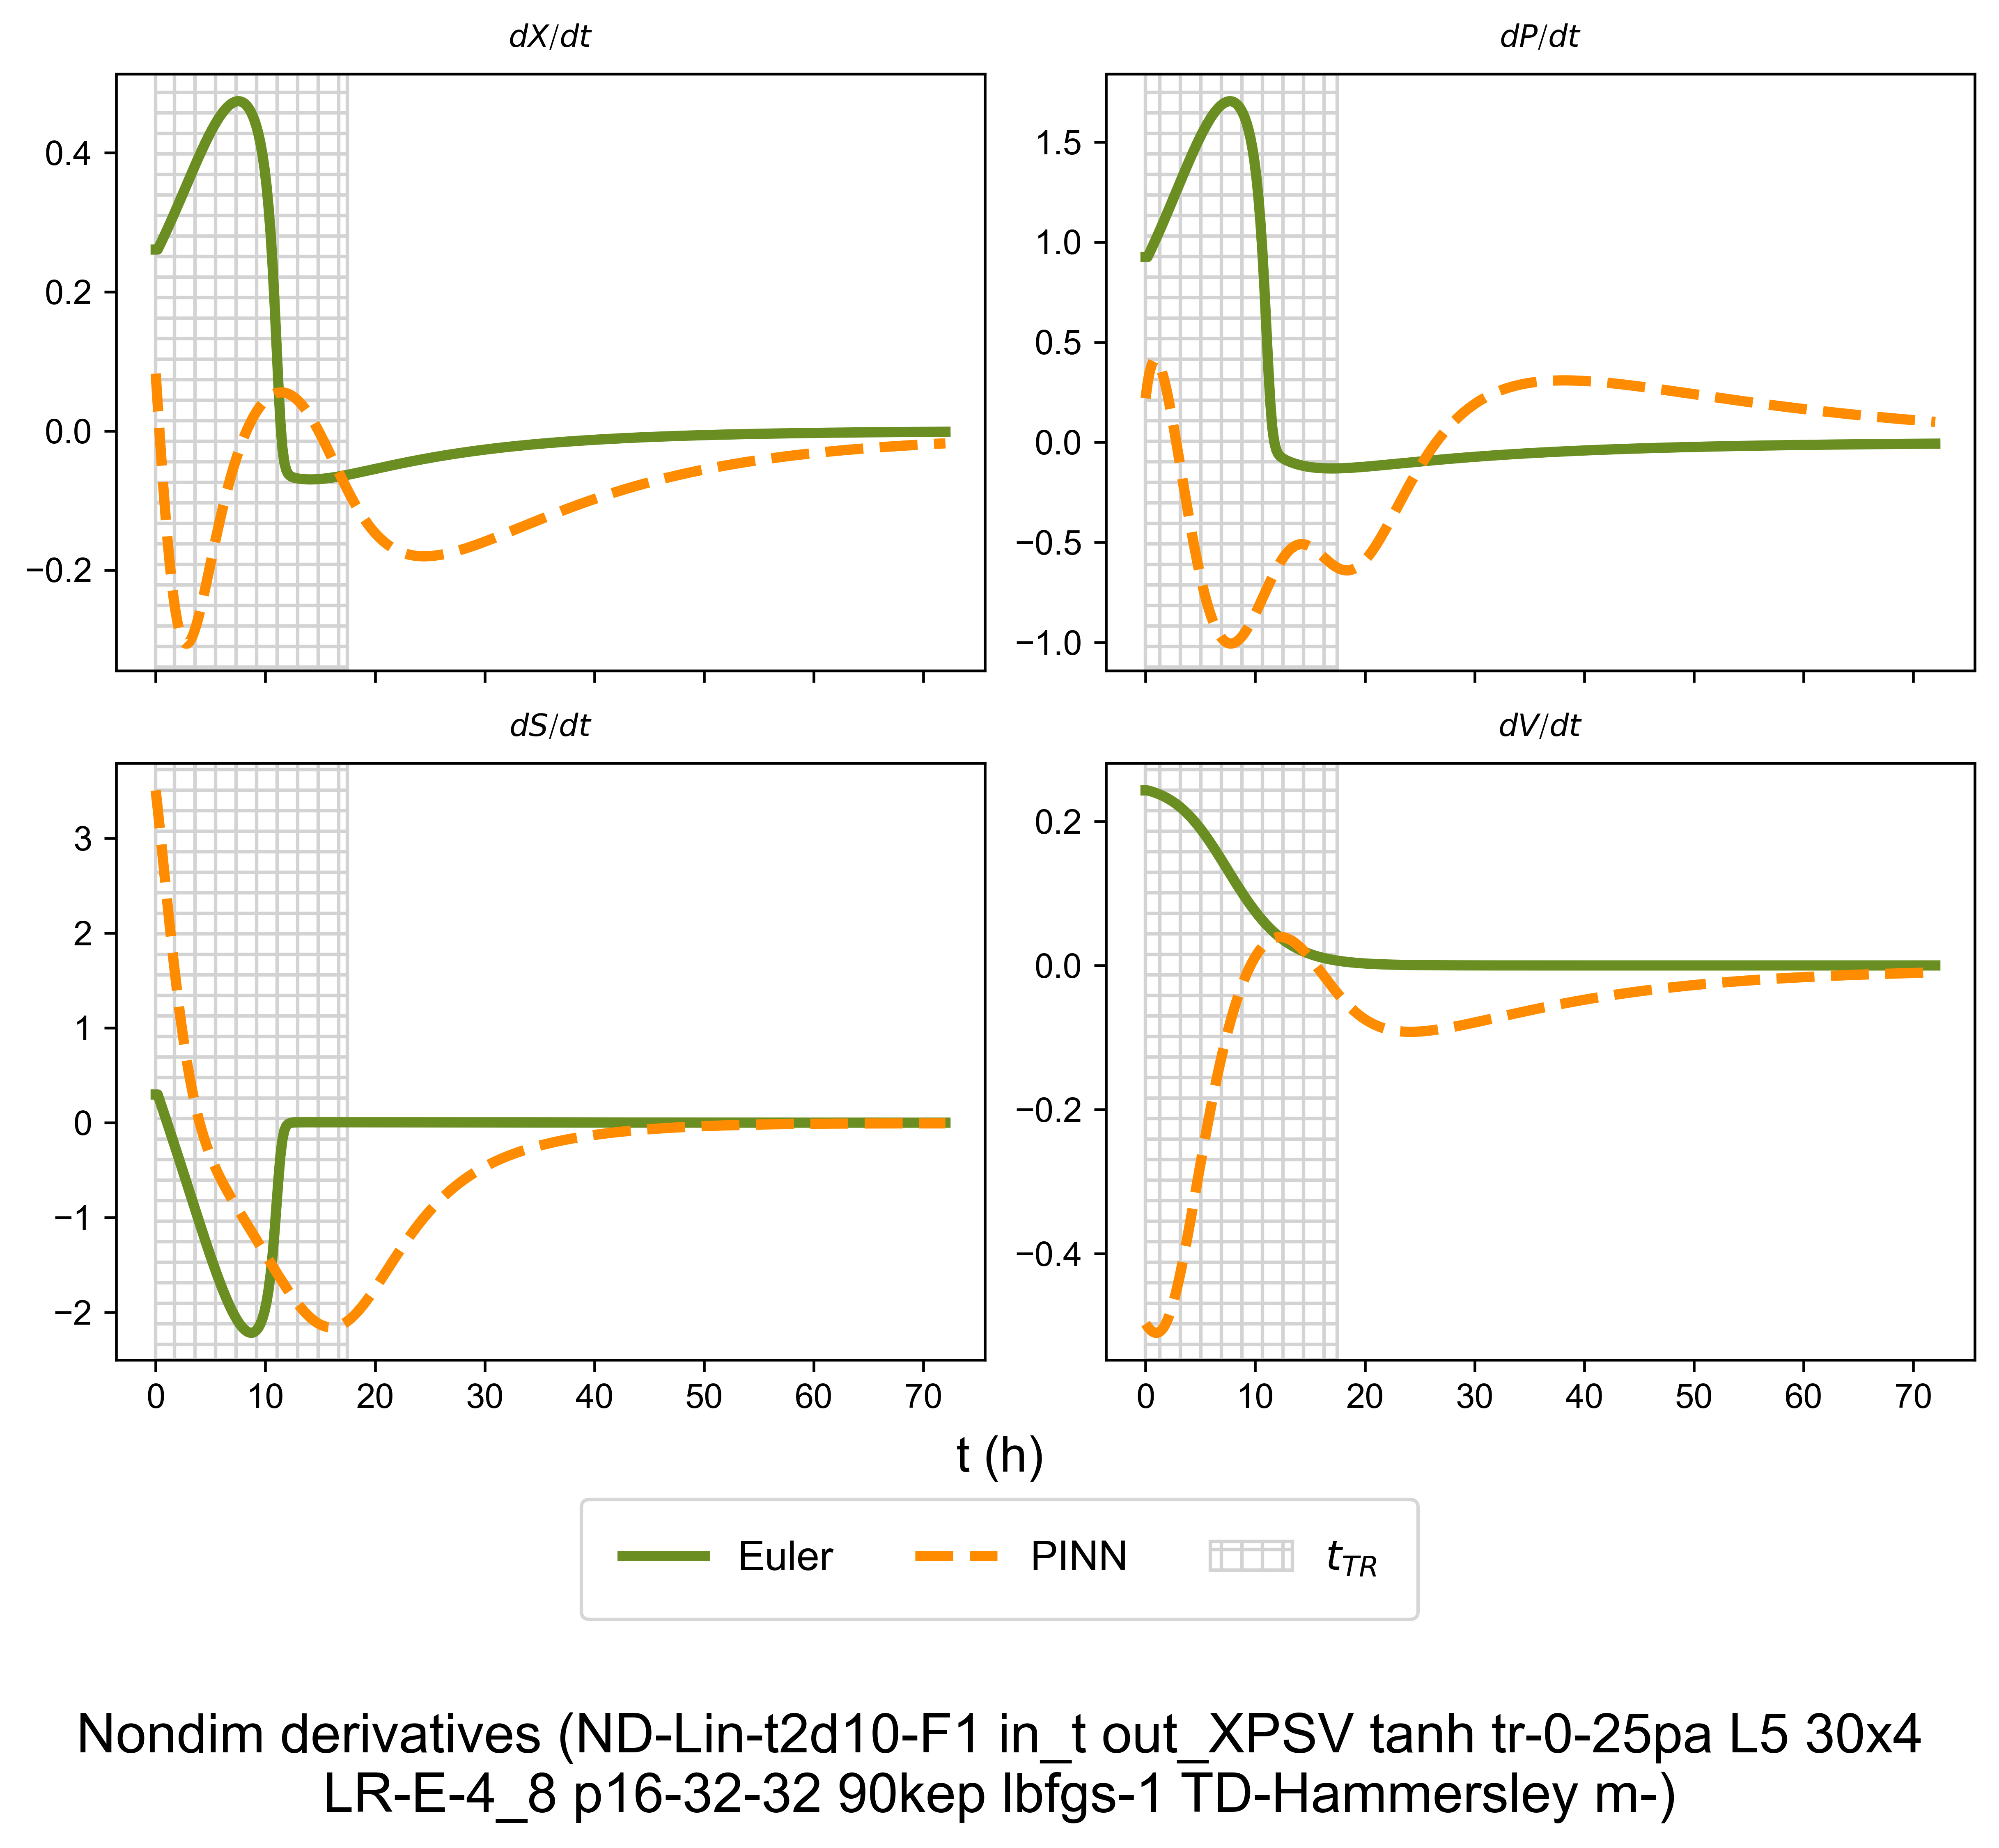 dX/dt
dP/dt
0.4
0.2
0.0
−0.2
1.5
1.0
0.5
0.0
−0.5
−1.0
dS/dt
dV/dt
3
2
1
0
−1
−2
0.2
0.0
−0.2
−0.4
0 10 20 30 40 50 60 70
0 10 20 30 40 50 60 70
t (h)
Euler PINN t_TR
Nondim derivatives (ND-Lin-t2d10-F1 in_t out_XPSV tanh tr-0-25pa L5 30x4
LR-E-4_8 p16-32-32 90kep lbfgs-1 TD-Hammersley m-)